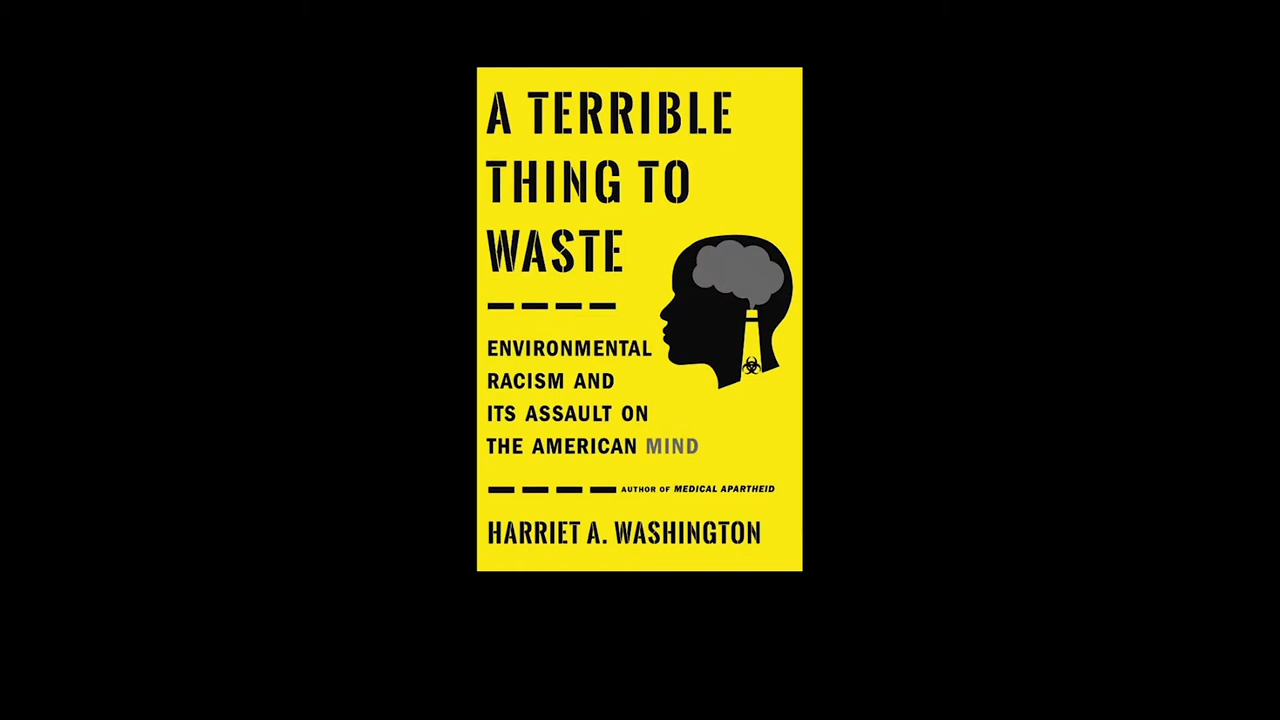 A TERRIBLE
THING TO
WASTE
ENVIRONMENTAL
RACISM AND
ITS ASSAULT ON
THE AMERICAN MIND
AUTHOR OF MEDICAL APARTHEID
HARRIET A. WASHINGTON